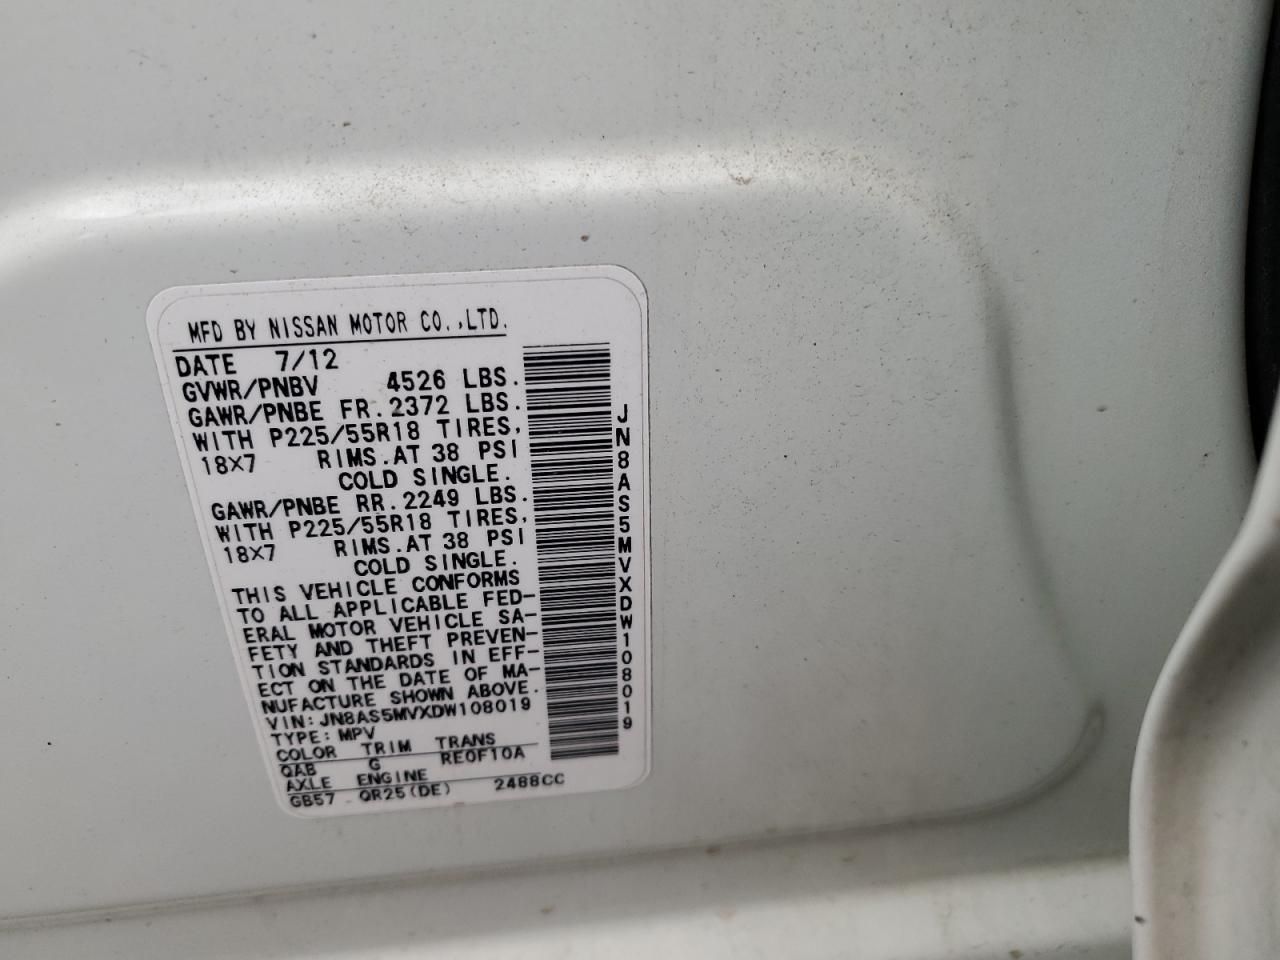 MFD BY NISSAN MOTOR CO.,LTD.
DATE 7/12
GVWR/PNBV 4526 LBS.
GAWR/PNBE FR.2372 LBS.
WITH P225/55R18 TIRES,
18X7 RIMS.AT 38 PSI
COLD SINGLE.
GAWR/PNBE RR.2249 LBS.
WITH P225/55R18 TIRES,
18X7 RIMS.AT 38 PSI
COLD SINGLE.
THIS VEHICLE CONFORMS
TO ALL APPLICABLE FED-
ERAL MOTOR VEHICLE SA-
FETY AND THEFT PREVEN-
TION STANDARDS IN EFF-
ECT ON THE DATE OF MA-
NUFACTURE SHOWN ABOVE.
VIN:JN8AS5MVXDW108019
TYPE:MPV
COLOR TRIM TRANS
QAB G RE0F10A
AXLE ENGINE
GB57 QR25(DE) 2488CC
JN8AS5MVXDW108019